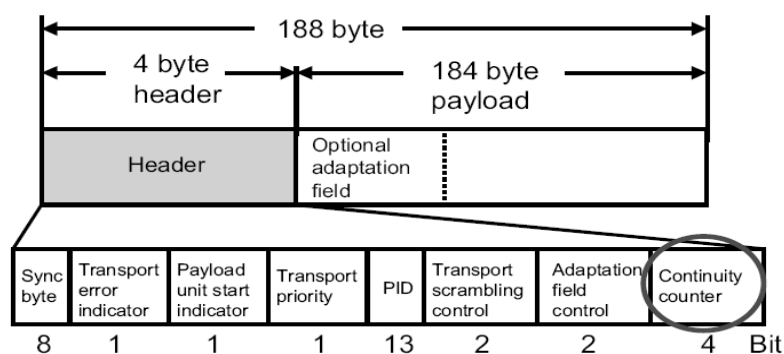 188 byte
4 byte
header
184 byte
payload
Header
Optional
adaptation
field
Sync
byte
Transport
error
indicator
Payload
unit start
indicator
Transport
priority
PID
Transport
scrambling
control
Adaptation
field
control
Continuity
counter
8 1 1 1 13 2 2 4 Bit